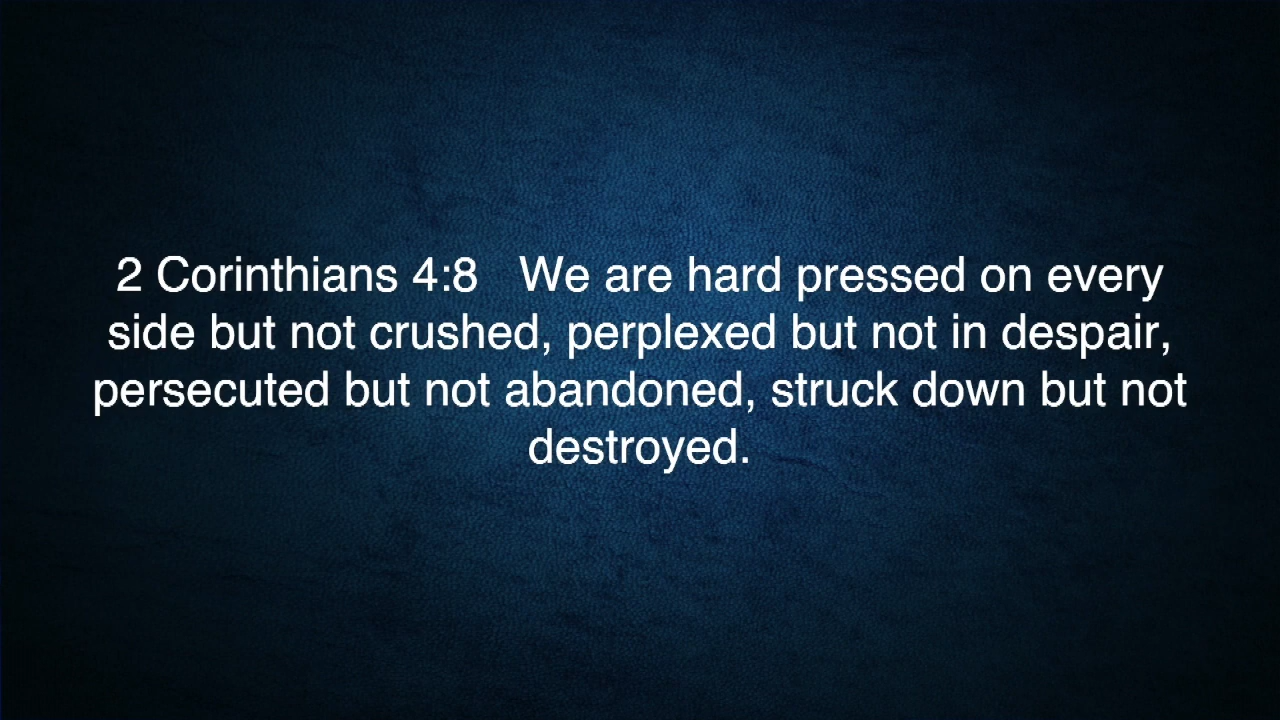 2 Corinthians 4:8   We are hard pressed on every
side but not crushed, perplexed but not in despair,
persecuted but not abandoned, struck down but not
destroyed.